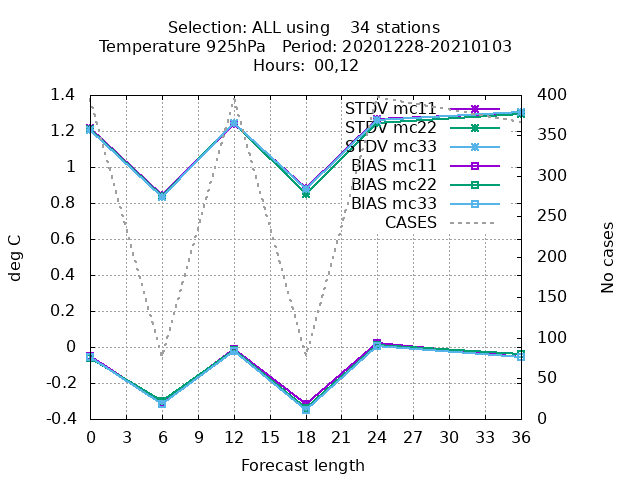 Selection: ALL using    34 stations
Temperature 925hPa   Period: 20201228-20210103
Hours:  00,12
STDV mc11
STDV mc22
STDV mc33
BIAS mc11
BIAS mc22
BIAS mc33
CASES
1.4
1.2
1
0.8
0.6
0.4
0.2
0
-0.2
-0.4
deg C
400
350
300
250
200
150
100
50
0
No cases
0 3 6 9 12 15 18 21 24 27 30 33 36
Forecast length